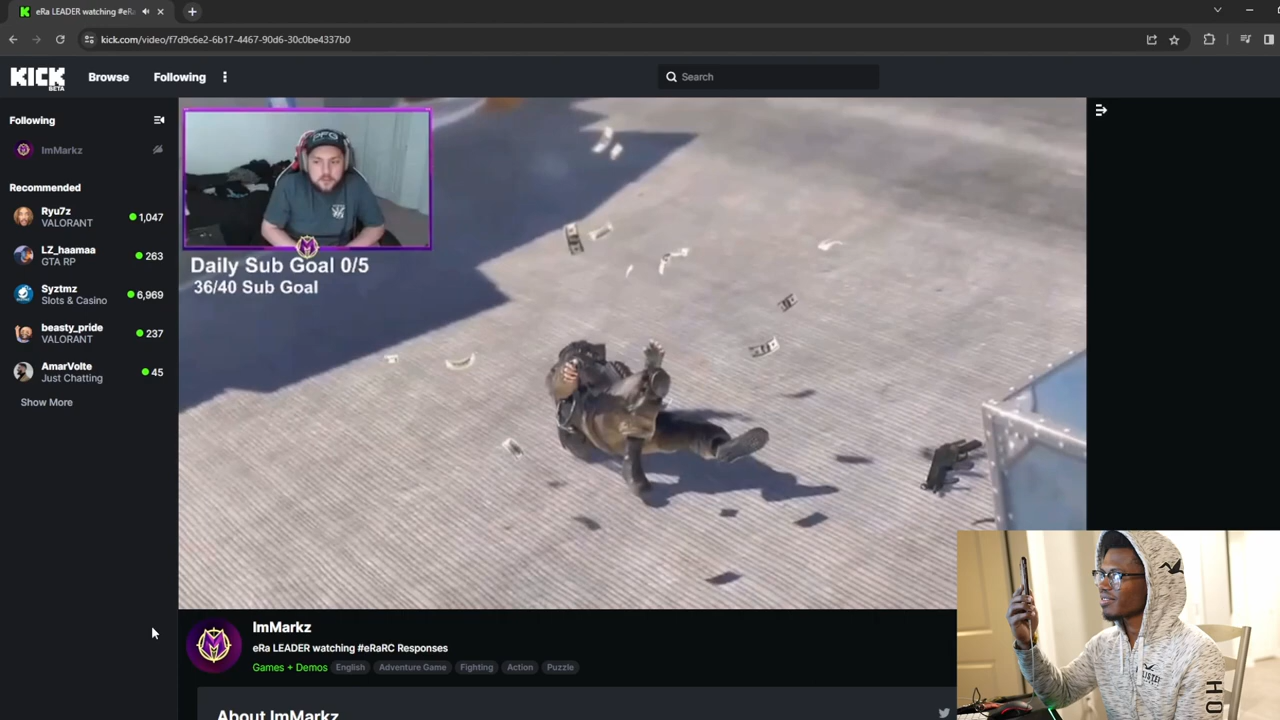 eRa LEADER watching #eRa
kick.com/video/f7d9c6e2-6b17-4467-90d6-30c0be4337b0
KICK
BETA
Browse
Following
Search
Following
ImMarkz
Recommended
Ryu7z
VALORANT
1,047
LZ_haamaa
GTA RP
263
Syztmz
Slots & Casino
6,969
beasty_pride
VALORANT
237
AmarVolte
Just Chatting
45
Show More
Daily Sub Goal 0/5
36/40 Sub Goal
ImMarkz
eRa LEADER watching #eRaRC Responses
Games + Demos
English
Adventure Game
Fighting
Action
Puzzle
About ImMarkz
HO